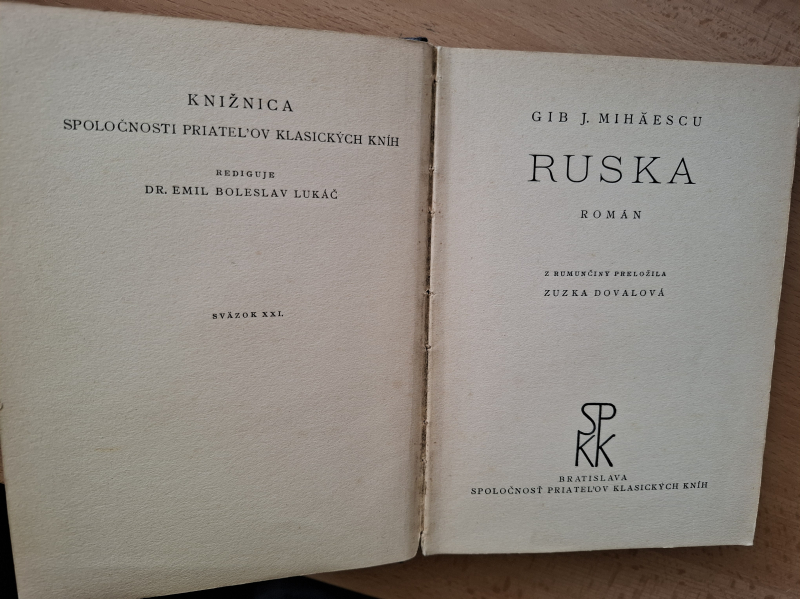 KNIŽNICA
SPOLOČNOSTI PRIATEĽOV KLASICKÝCH KNÍH
REDIGUJE
DR. EMIL BOLESLAV LUKÁČ
SVÄZOK XXI.
GIB J. MIHĂESCU
RUSKA
ROMÁN
Z RUMUNČINY PRELOŽILA
ZUZKA DOVALOVÁ
SP
KK
BRATISLAVA
SPOLOČNOSŤ PRIATEĽOV KLASICKÝCH KNÍH